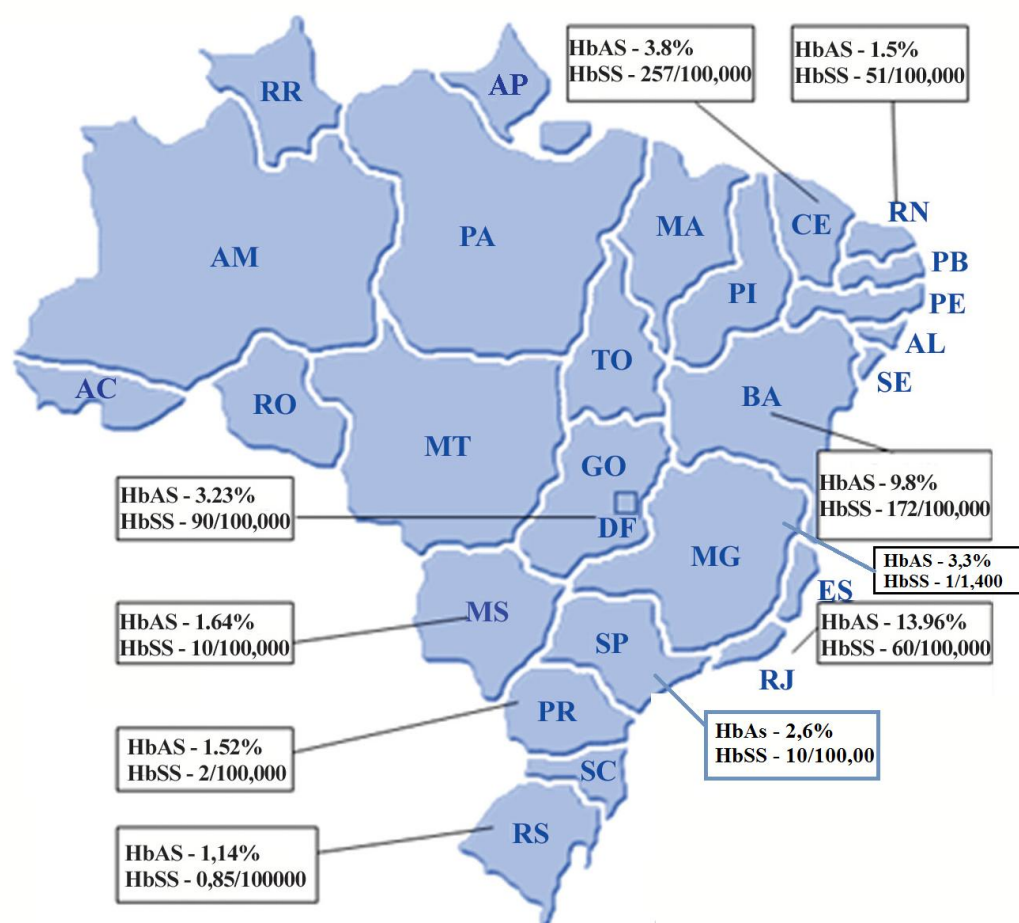 HbAS - 3.8%
HbSS - 257/100,000
HbAS - 1.5%
HbSS - 51/100,000
RR
AP
RN
AM
PA
MA
CE
PB
PI
PE
AL
SE
AC
RO
TO
BA
MT
GO
HbAS - 3.23%
HbSS - 90/100,000
DF
HbAS - 9.8%
HbSS - 172/100,000
MG
HbAS - 3,3%
HbSS - 1/1,400
ES
HbAS - 1.64%
HbSS - 10/100,000
MS
SP
HbAS - 13.96%
HbSS - 60/100,000
RJ
PR
HbAs - 2,6%
HbSS - 10/100,00
HbAS - 1.52%
HbSS - 2/100,000
SC
RS
HbAS - 1,14%
HbSS - 0,85/100000